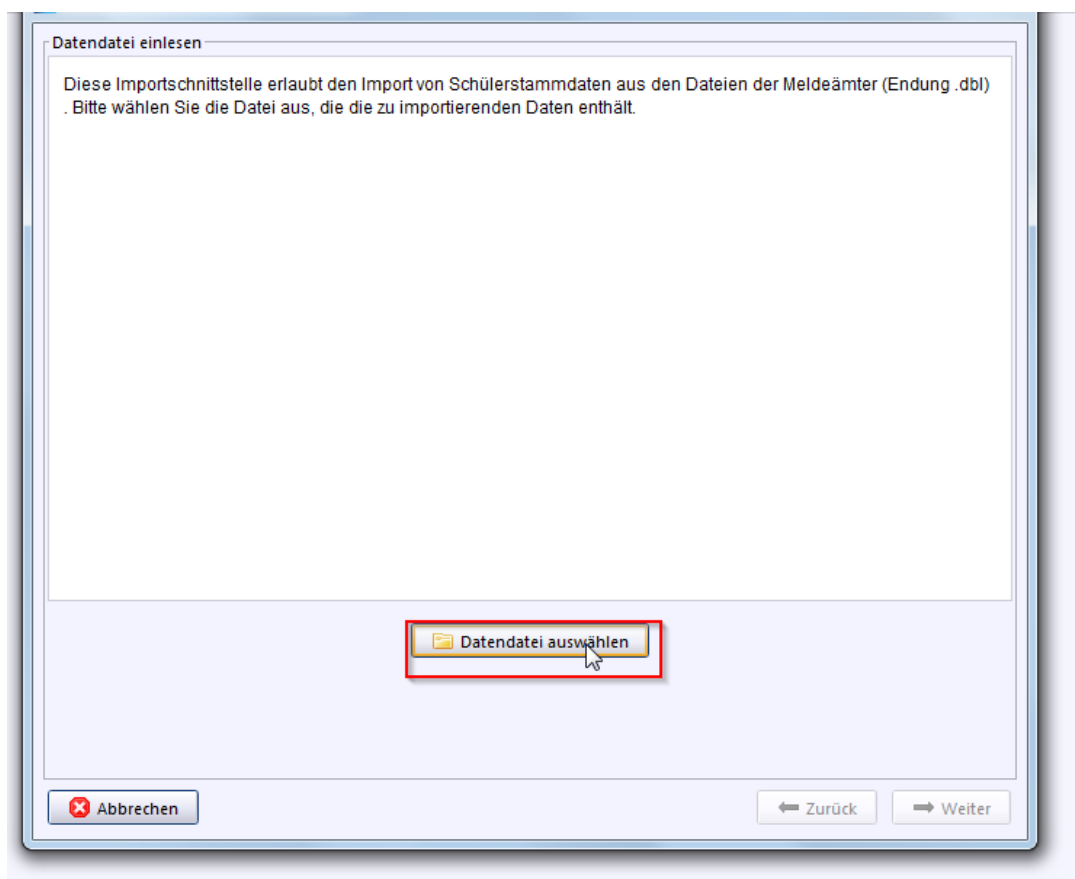 Datendatei einlesen
Diese Importschnittstelle erlaubt den Import von Schülerstammdaten aus den Dateien der Meldeämter (Endung .dbl)
. Bitte wählen Sie die Datei aus, die die zu importierenden Daten enthält.
Datendatei auswählen
Abbrechen
Zurück
Weiter